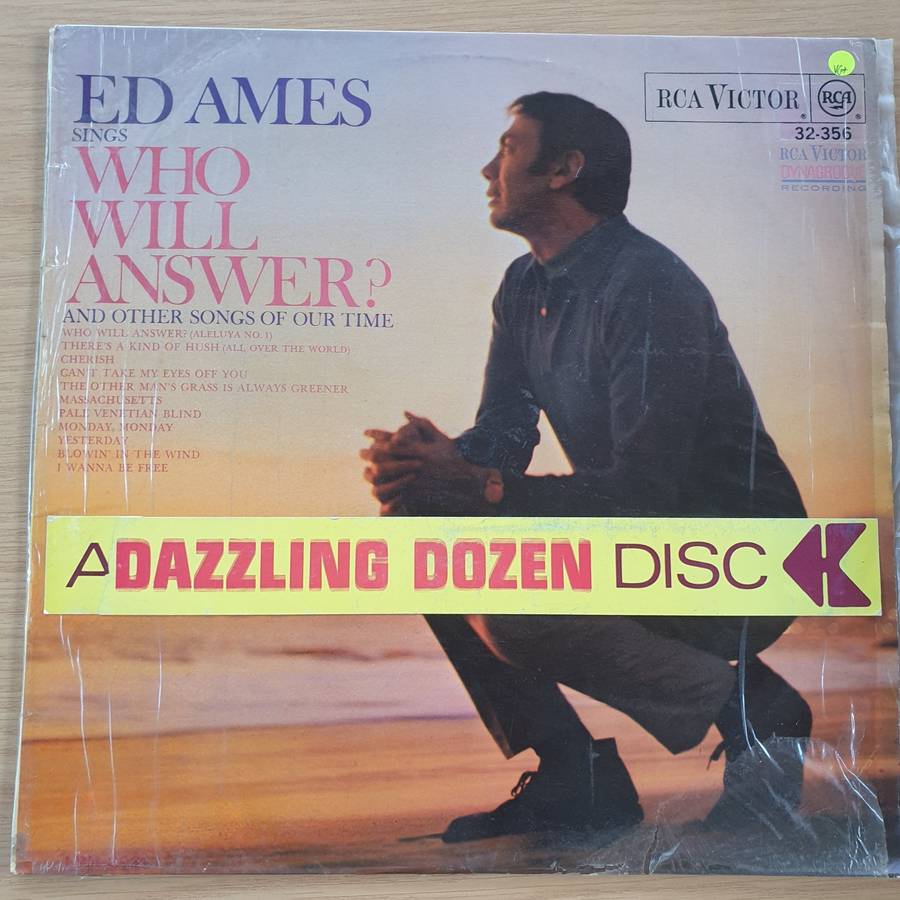 ED AMES
SINGS
WHO
WILL
ANSWER?
AND OTHER SONGS OF OUR TIME
WHO WILL ANSWER? (ALELUYA NO. 1)
THERE'S A KIND OF HUSH (ALL OVER THE WORLD)
CHERISH
CAN'T TAKE MY EYES OFF YOU
THE OTHER MAN'S GRASS IS ALWAYS GREENER
MASSACHUSETTS
PALE VENETIAN BLIND
MONDAY, MONDAY
YESTERDAY
BLOWIN' IN THE WIND
I WANNA BE FREE
RCA VICTOR RCA
32-356
RCA VICTOR
DYNAGROOVE
RECORDING
A DAZZLING DOZEN DISC K